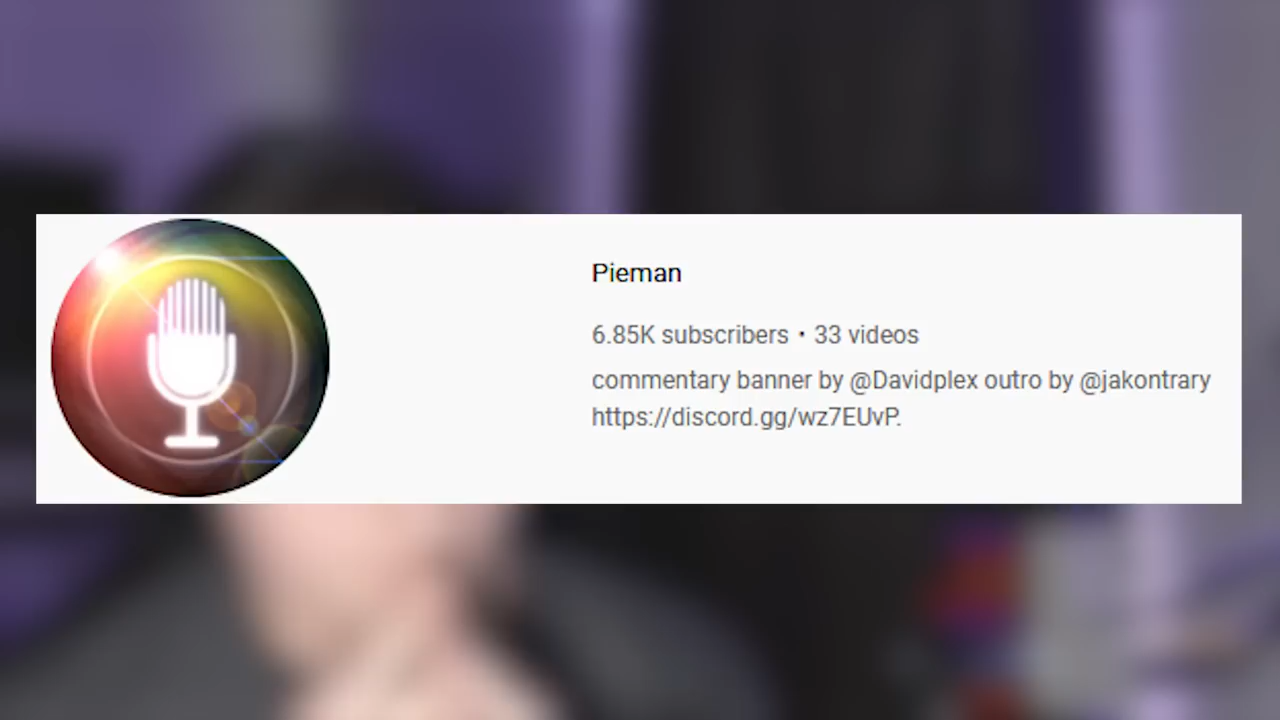 Pieman
6.85K subscribers • 33 videos
commentary banner by @Davidplex outro by @jakontrary
https://discord.gg/wz7EUvP.